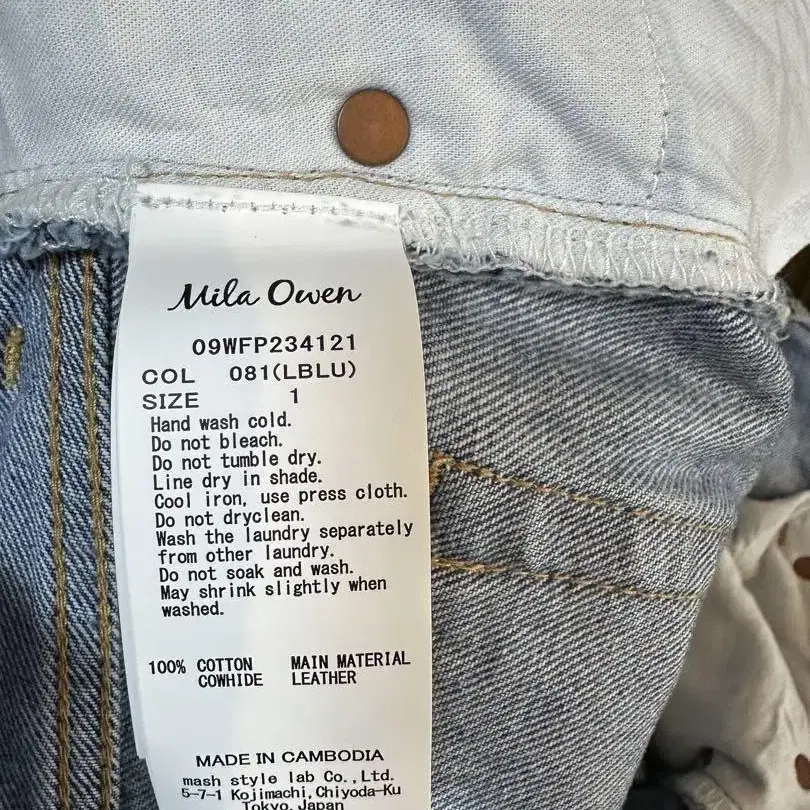 Mila Owen
09WFP234121
COL 081(LBLU)
SIZE 1
Hand wash cold.
Do not bleach.
Do not tumble dry.
Line dry in shade.
Cool iron, use press cloth.
Do not dryclean.
Wash the laundry separately
from other laundry.
Do not soak and wash.
May shrink slightly when
washed.
100% COTTON MAIN MATERIAL
COWHIDE LEATHER
MADE IN CAMBODIA
mash style lab Co.,Ltd.
5-7-1 Kojimachi,Chiyoda-Ku
Tokyo,Japan